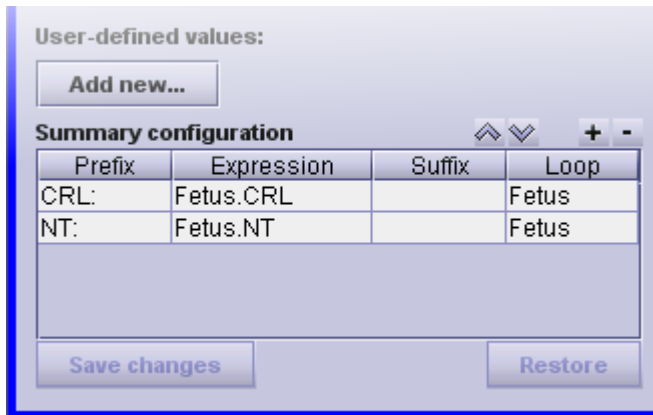 User-defined values:
Add new...
Summary configuration + -
Prefix Expression Suffix Loop
CRL: Fetus.CRL Fetus
NT: Fetus.NT Fetus
Save changes Restore